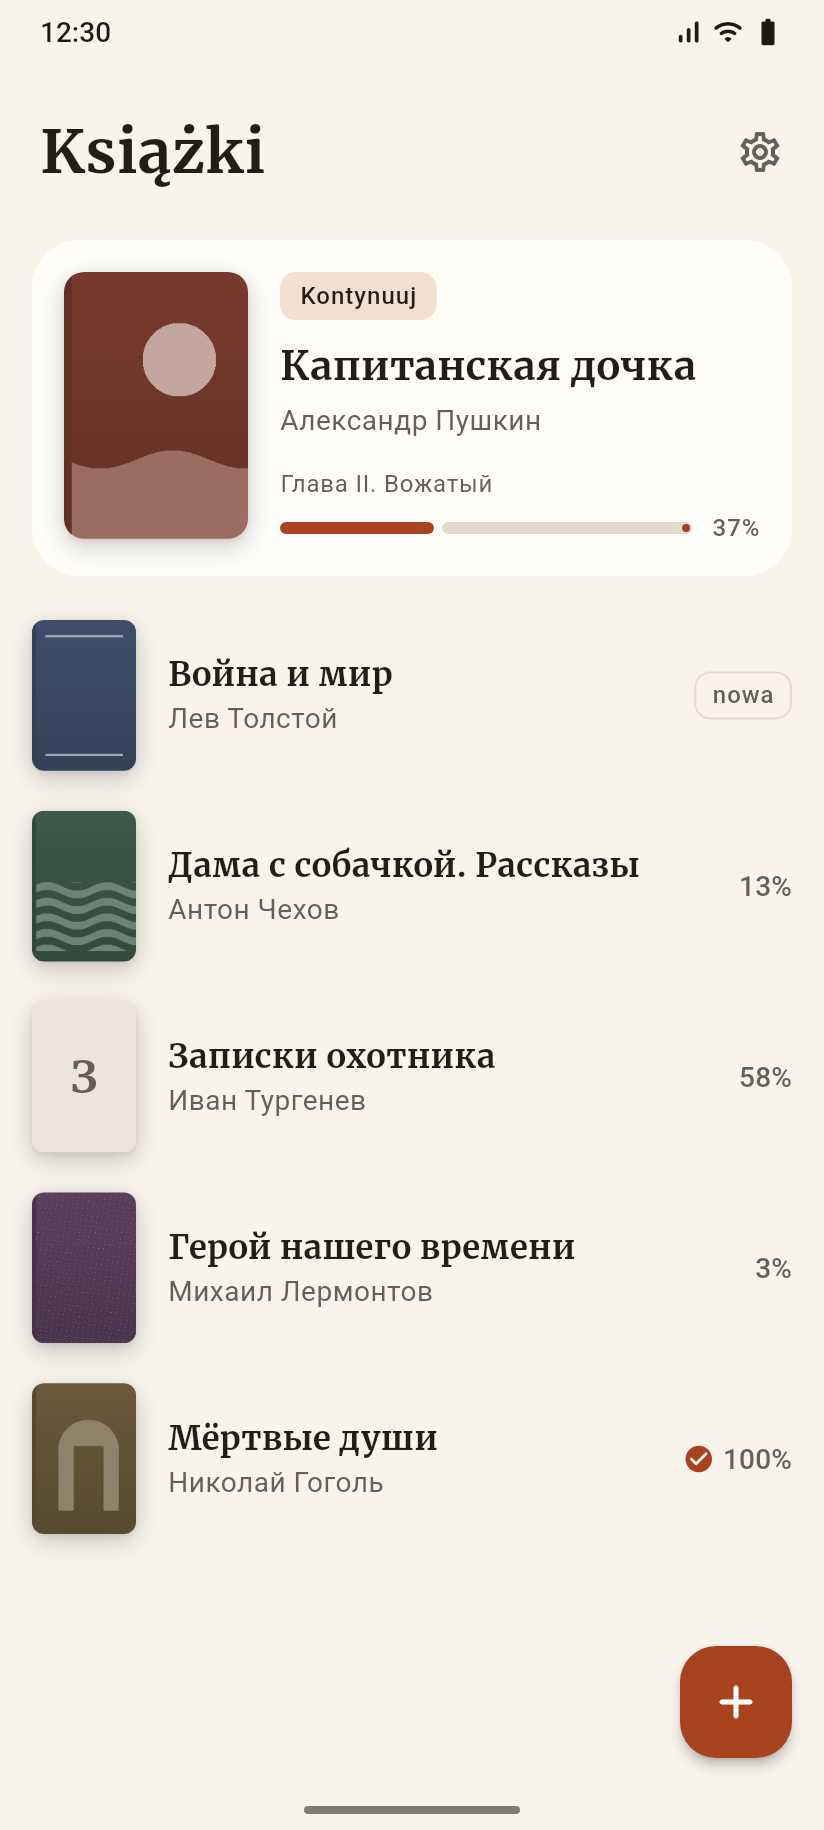 12:30
Książki
Kontynuuj
Капитанская дочка
Александр Пушкин
Глава II. Вожатый
37%
Война и мир
Лев Толстой
nowa
Дама с собачкой. Рассказы
Антон Чехов
13%
З
Записки охотника
Иван Тургенев
58%
Герой нашего времени
Михаил Лермонтов
3%
Мёртвые души
Николай Гоголь
100%